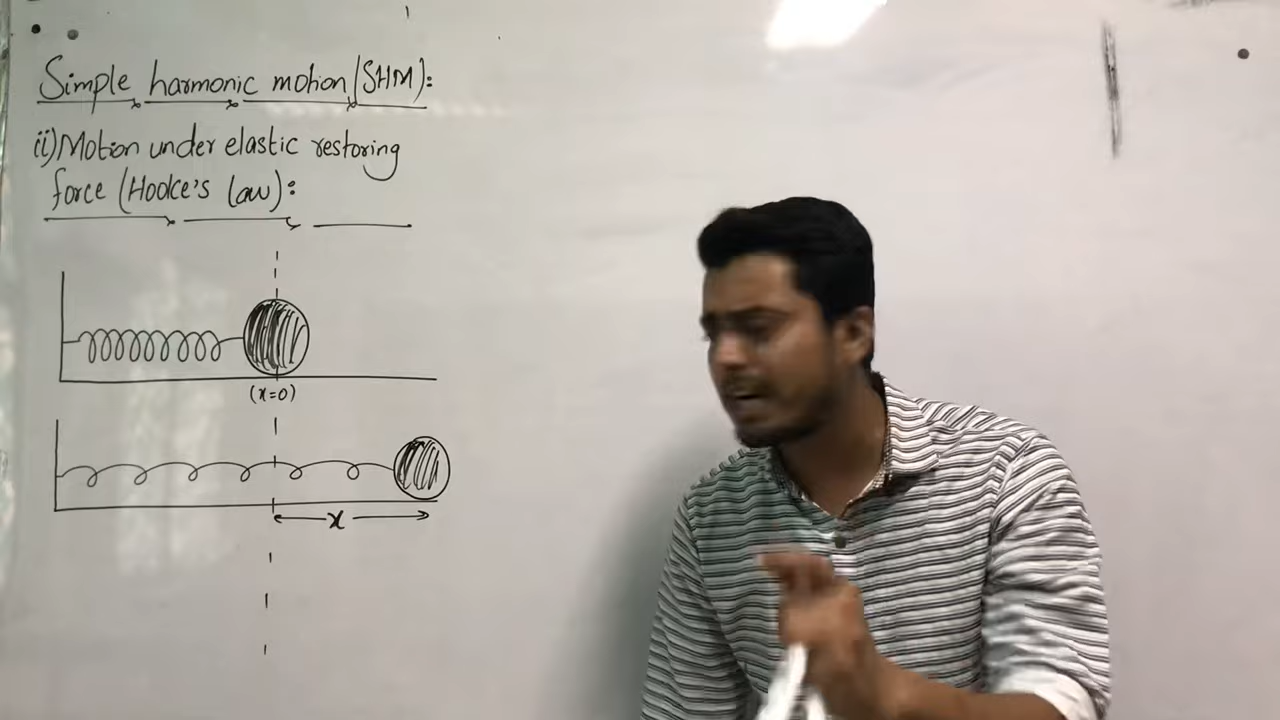 Simple harmonic motion (SHM):
ii) Motion under elastic restoring
force (Hooke's law):
(x=0)
x